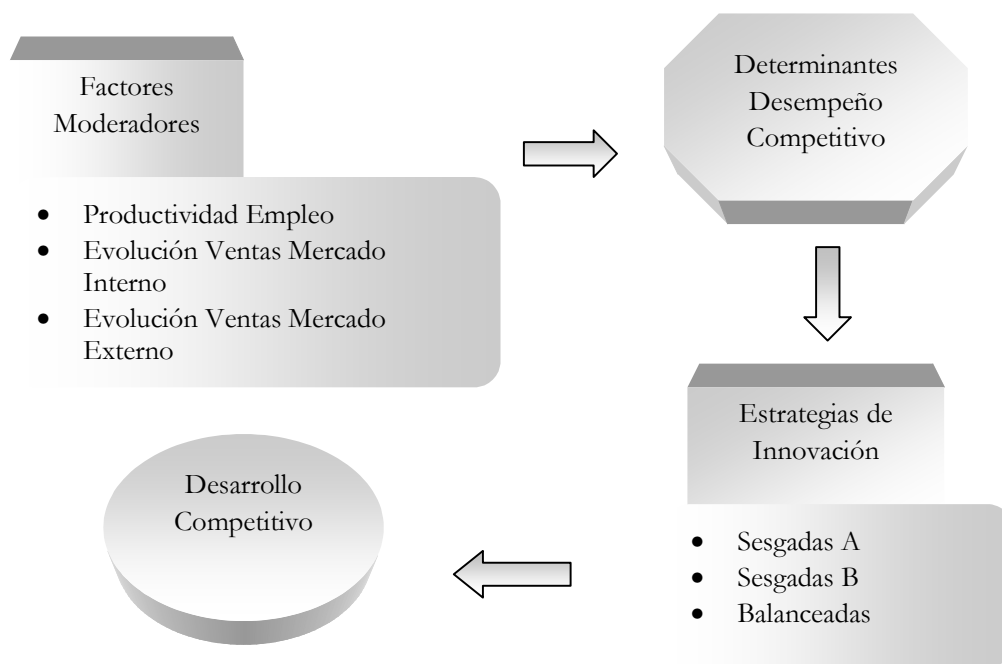 Factores
Moderadores
• Productividad Empleo
• Evolución Ventas Mercado
Interno
• Evolución Ventas Mercado
Externo
Determinantes
Desempeño
Competitivo
Estrategias de
Innovación
• Sesgadas A
• Sesgadas B
• Balanceadas
Desarrollo
Competitivo